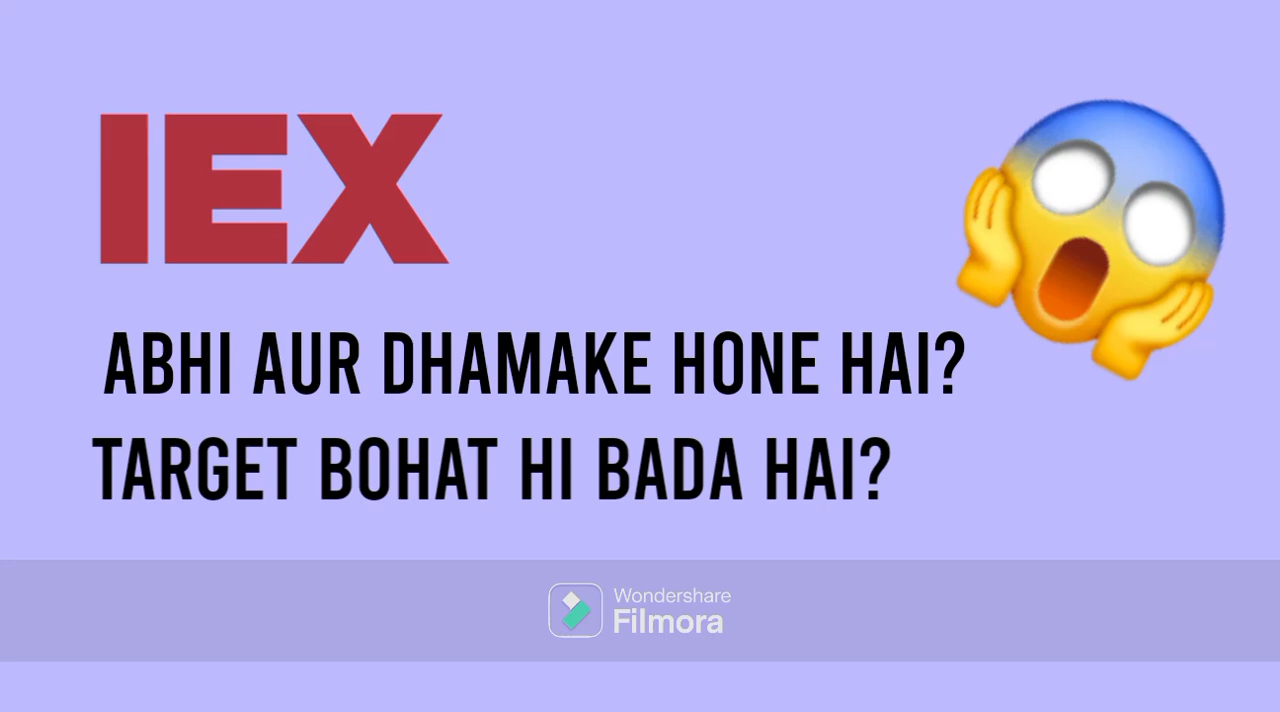 IEX
ABHI AUR DHAMAKE HONE HAI?
TARGET BOHAT HI BADA HAI?
Wondershare
Filmora